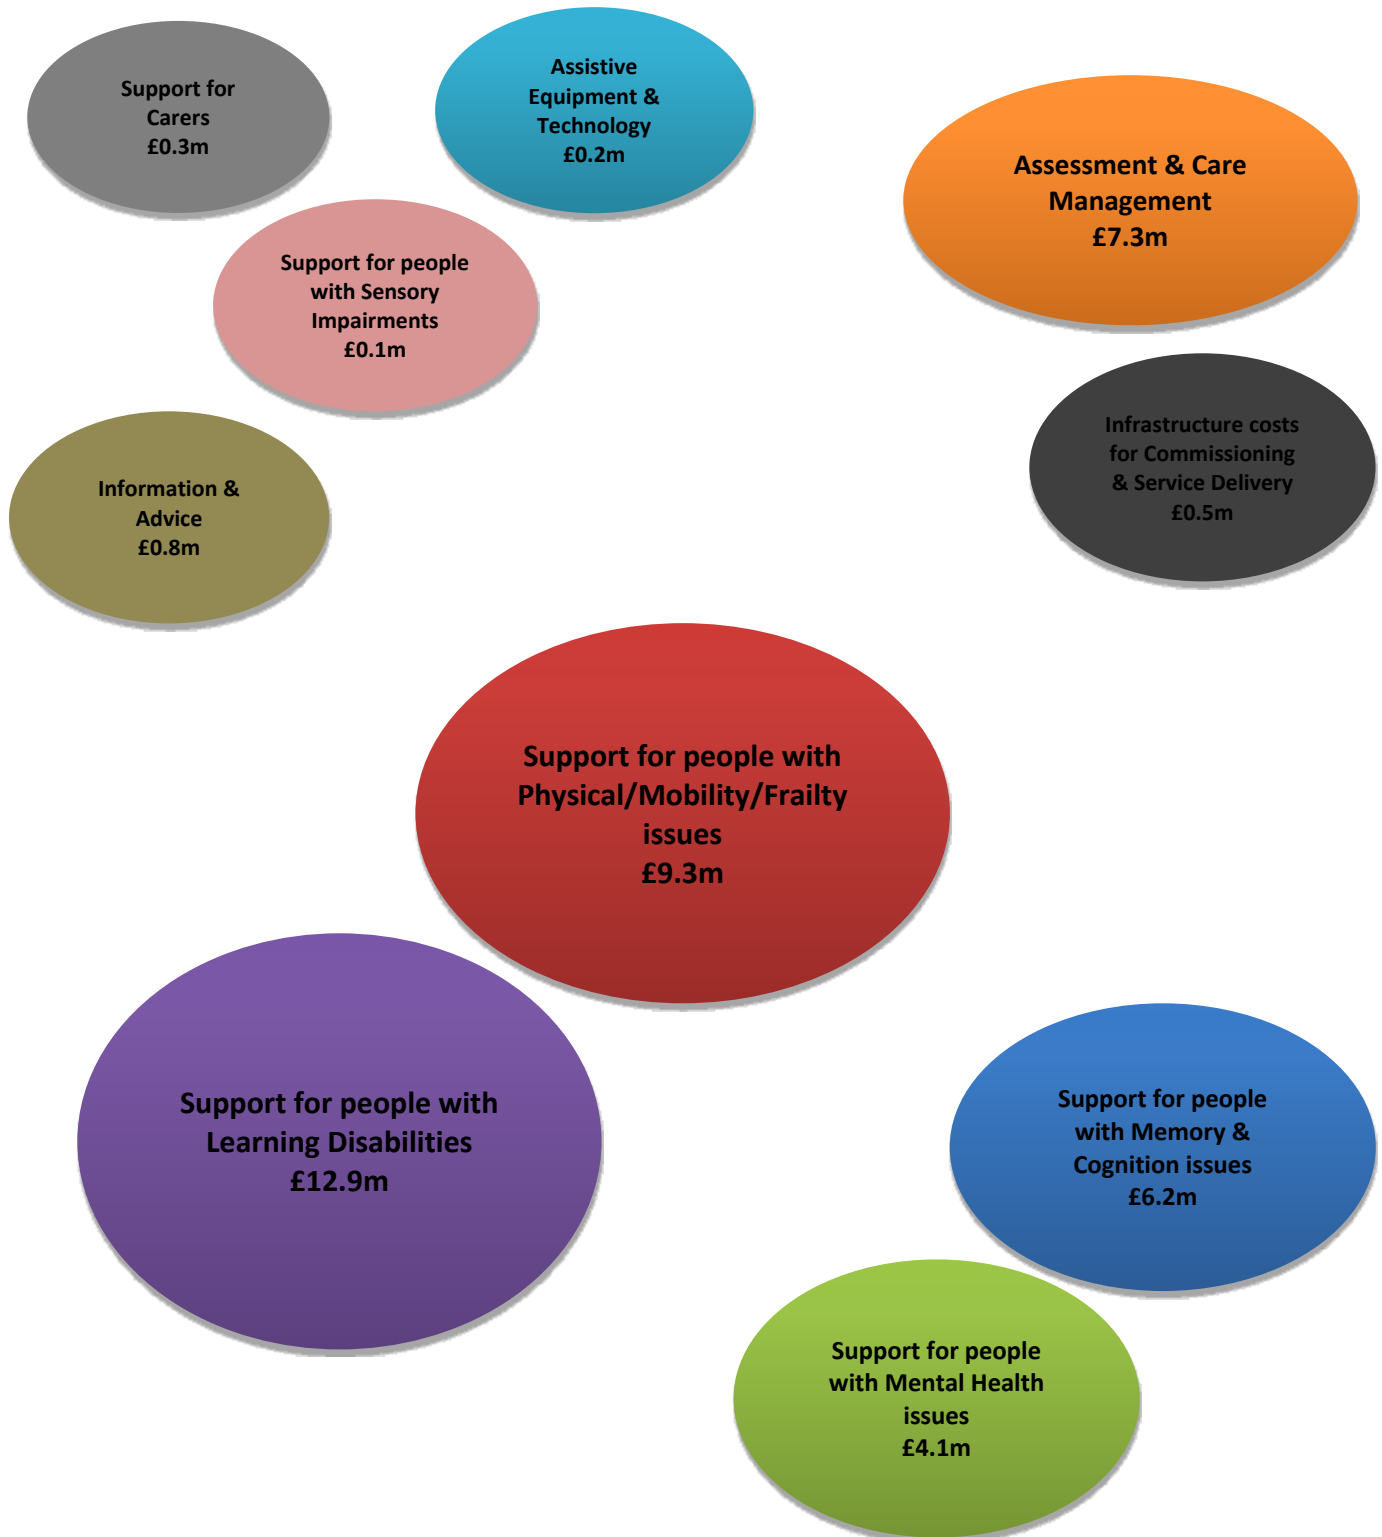 Support for
Carers
£0.3m
Assistive
Equipment &
Technology
£0.2m
Assessment & Care
Management
£7.3m
Support for people
with Sensory
Impairments
£0.1m
Infrastructure costs
for Commissioning
& Service Delivery
£0.5m
Information &
Advice
£0.8m
Support for people with
Physical/Mobility/Frailty
issues
£9.3m
Support for people with
Learning Disabilities
£12.9m
Support for people
with Memory &
Cognition issues
£6.2m
Support for people
with Mental Health
issues
£4.1m